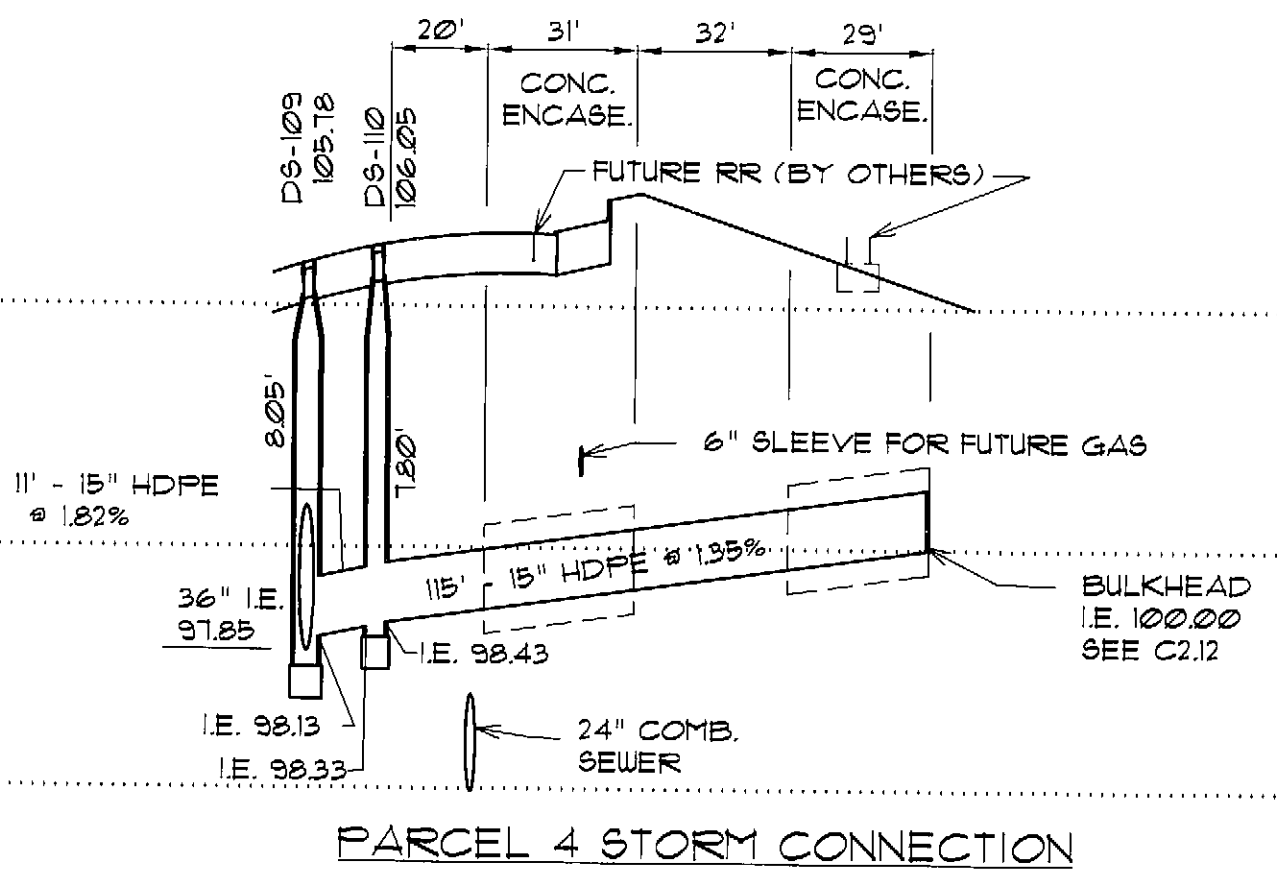 20' 31' 32' 29'
CONC.
ENCASE.
CONC.
ENCASE.
DS-109
105.78
DS-110
106.05
FUTURE RR (BY OTHERS)
8.05'
7.80'
6" SLEEVE FOR FUTURE GAS
11' - 15" HDPE
@ 1.82%
115' - 15" HDPE @ 1.35%
36" I.E.
97.85
I.E. 98.43
BULKHEAD
I.E. 100.00
SEE C2.12
I.E. 98.13
I.E. 98.33
24" COMB.
SEWER
PARCEL 4 STORM CONNECTION